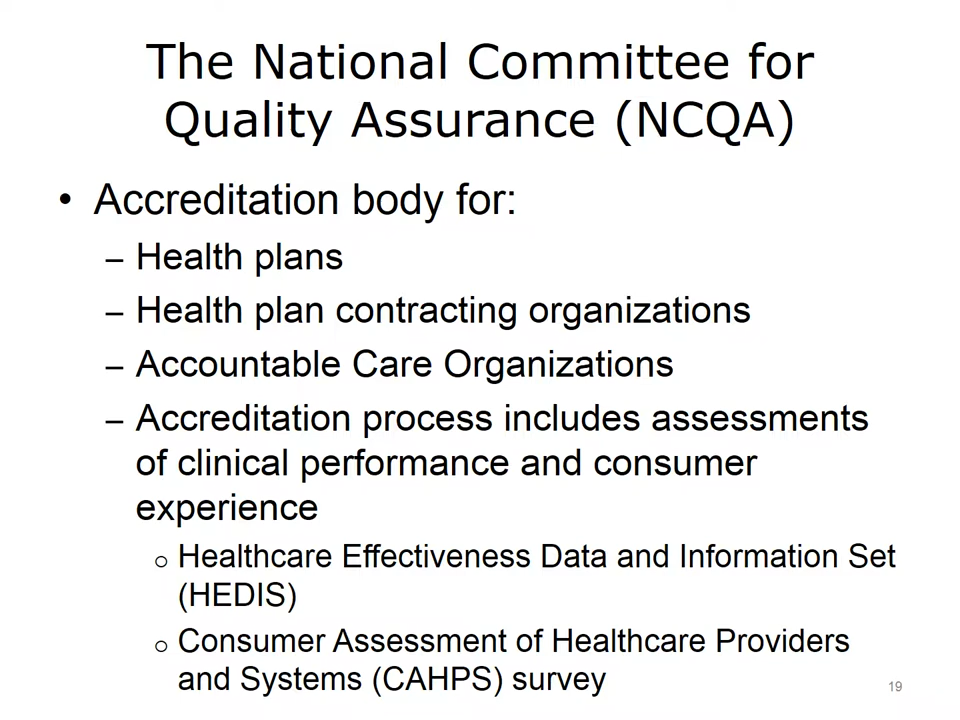 The National Committee for
Quality Assurance (NCQA)
• Accreditation body for:
– Health plans
– Health plan contracting organizations
– Accountable Care Organizations
– Accreditation process includes assessments
of clinical performance and consumer
experience
o Healthcare Effectiveness Data and Information Set
(HEDIS)
o Consumer Assessment of Healthcare Providers
and Systems (CAHPS) survey
19